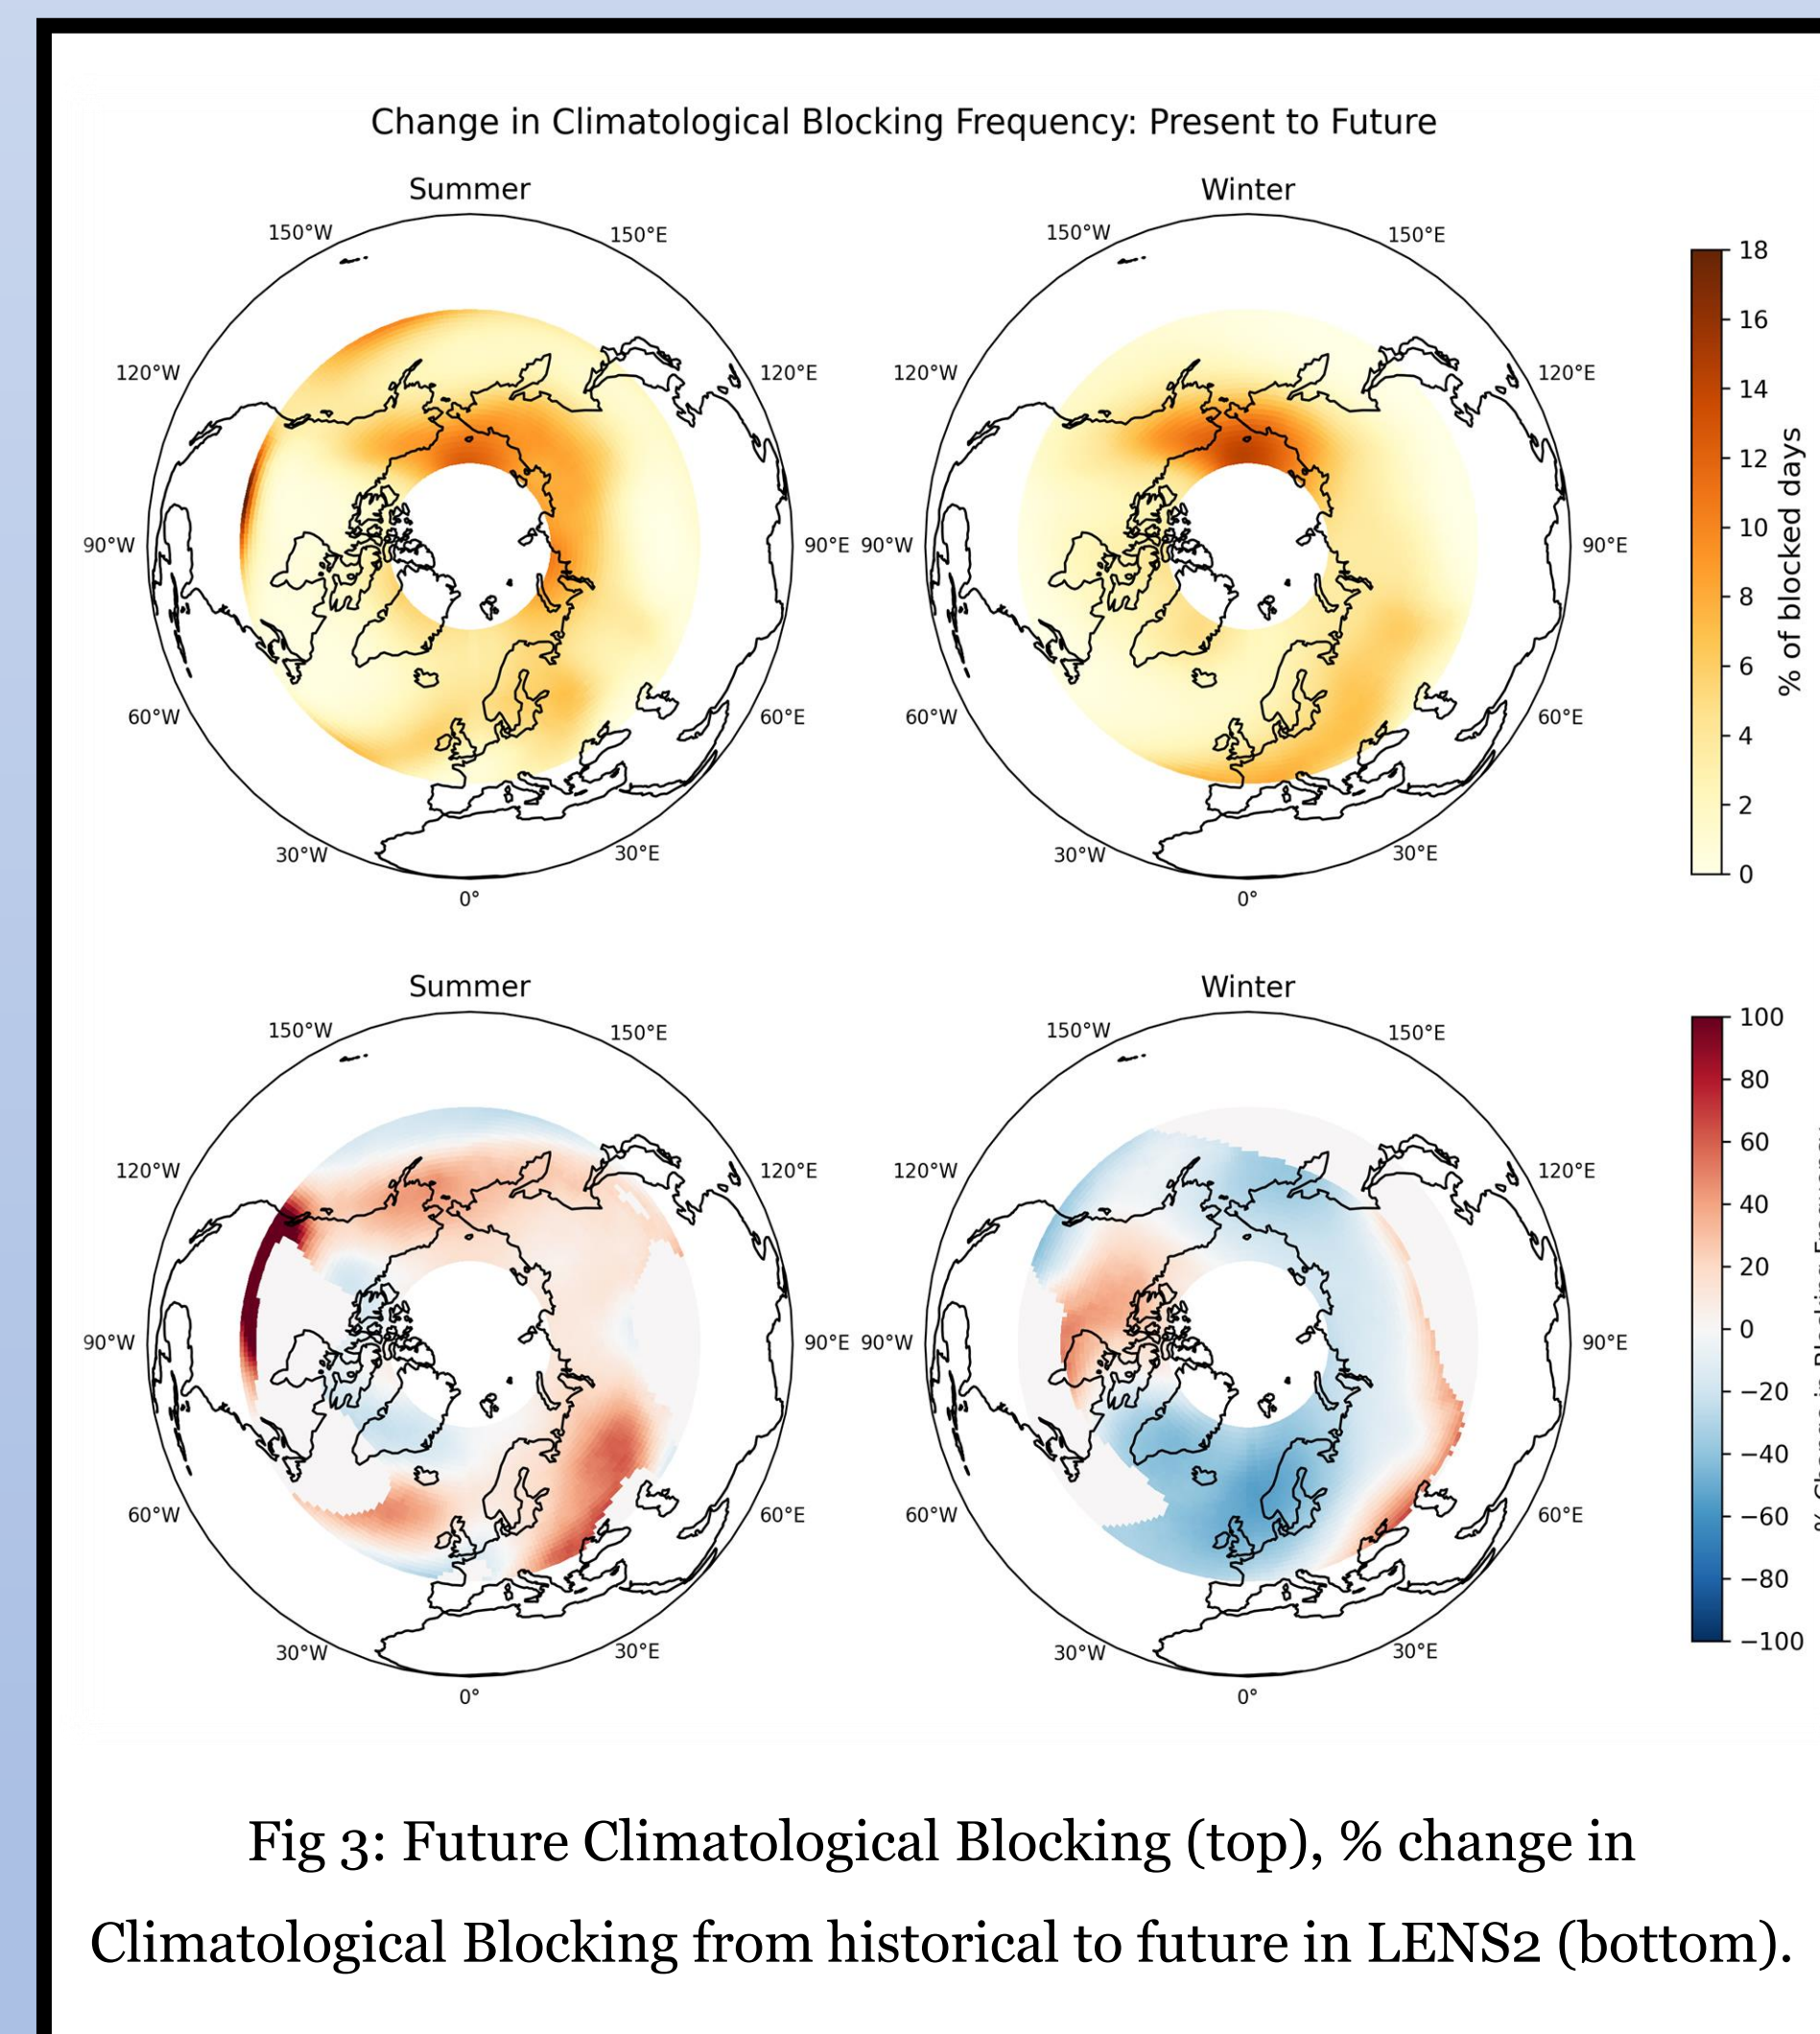 Change in Climatological Blocking Frequency: Present to Future
Summer
Winter
150°W
150°E
150°W
150°E
120°W
120°E
120°W
120°E
90°W
90°E
90°W
90°E
60°W
60°E
60°W
60°E
30°W
30°E
30°W
30°E
0°
0°
18
16
14
12
10
8
6
4
2
0
% of blocked days
Summer
Winter
150°W
150°E
150°W
150°E
120°W
120°E
120°W
120°E
90°W
90°E
90°W
90°E
60°W
60°E
60°W
60°E
30°W
30°E
30°W
30°E
0°
0°
100
80
60
40
20
0
−20
−40
−60
−80
−100
Fig 3: Future Climatological Blocking (top), % change in
Climatological Blocking from historical to future in LENS2 (bottom).